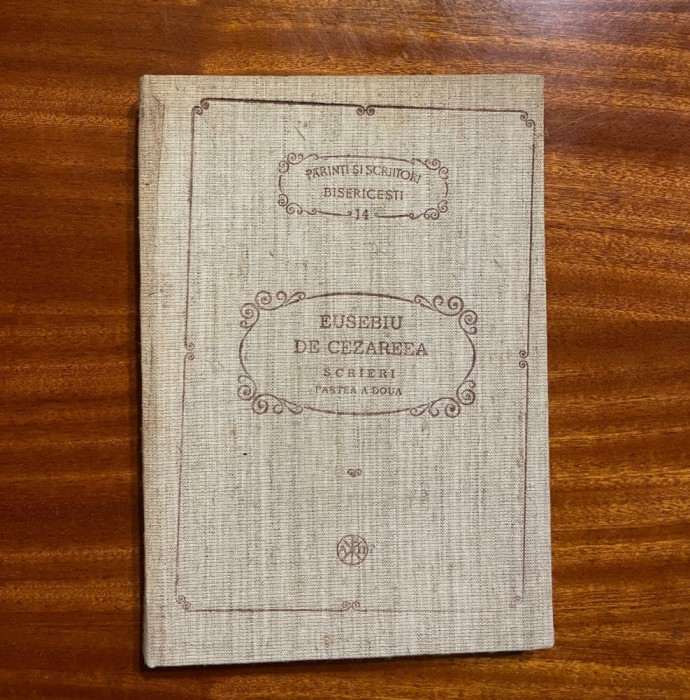 PĂRINȚI ȘI SCRIITORI
BISERICEȘTI
14
EUSEBIU
DE CEZAREEA
SCRIERI
PARTEA A DOUA